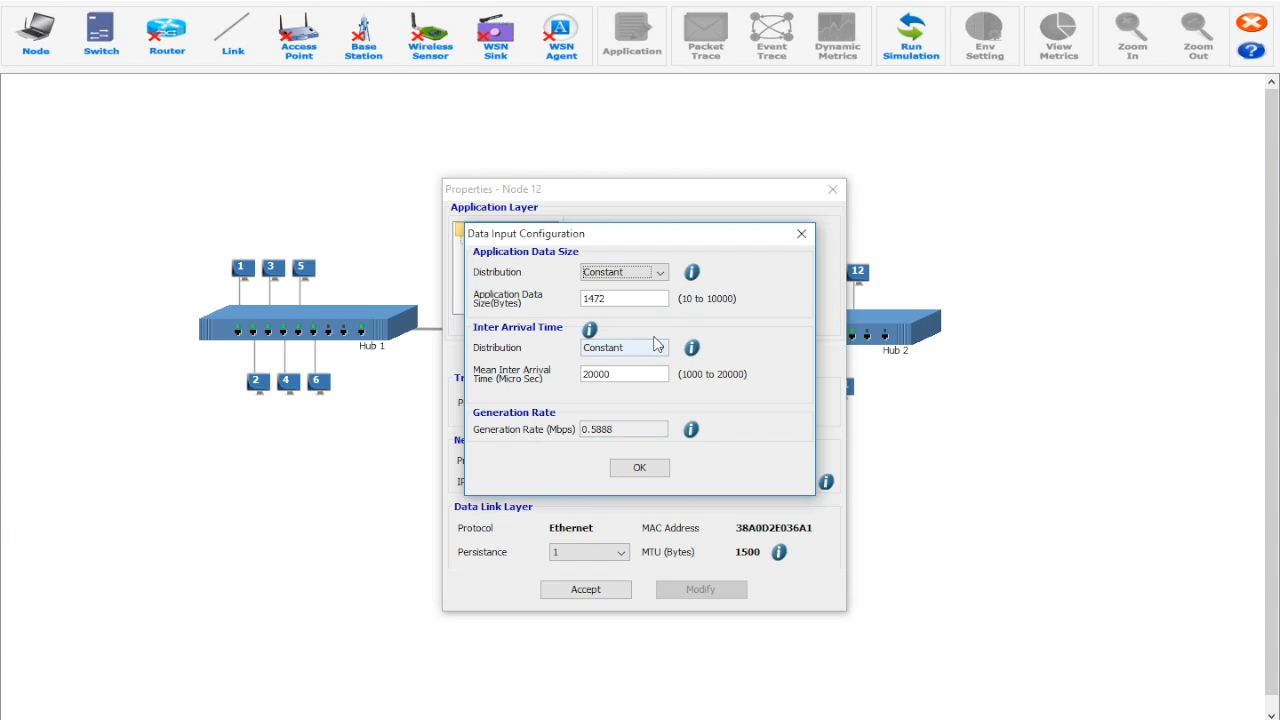 Node
Switch
Router
Link
Access
Point
Base
Station
Wireless
Sensor
WSN
Sink
WSN
Agent
Application
Packet
Trace
Event
Trace
Dynamic
Metrics
Run
Simulation
Env
Setting
View
Metrics
Zoom
In
Zoom
Out
Properties - Node 12
Application Layer
Data Input Configuration
Application Data Size
Distribution Constant
Application Data
Size(Bytes) 1472 (10 to 10000)
Inter Arrival Time
Distribution Constant
Mean Inter Arrival
Time (Micro Sec) 20000 (1000 to 20000)
Generation Rate
Generation Rate (Mbps) 0.5888
OK
Data Link Layer
Protocol Ethernet MAC Address 38A0D2E036A1
Persistance 1 MTU (Bytes) 1500
Accept Modify
1 3 5
Hub 1
2 4 6
12
Hub 2